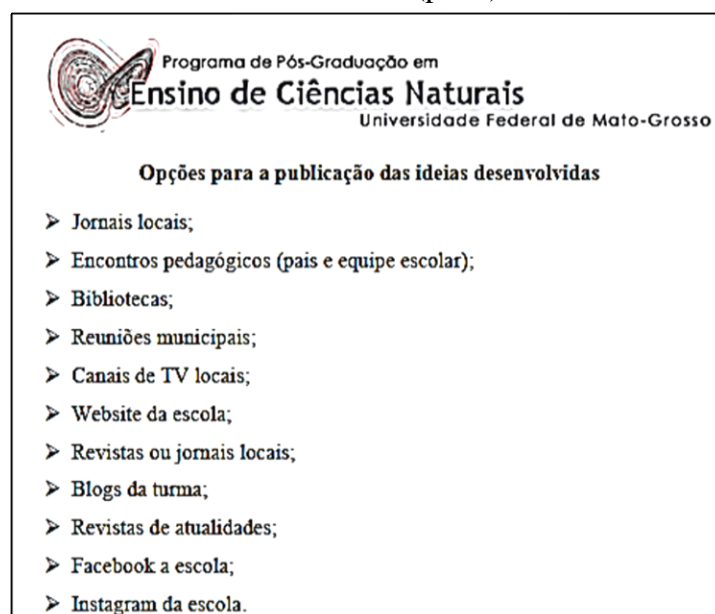 Programa de Pós-Graduação em
Ensino de Ciências Naturais
Universidade Federal de Mato-Grosso
Opções para a publicação das ideias desenvolvidas
➢ Jornais locais;
➢ Encontros pedagógicos (pais e equipe escolar);
➢ Bibliotecas;
➢ Reuniões municipais;
➢ Canais de TV locais;
➢ Website da escola;
➢ Revistas ou jornais locais;
➢ Blogs da turma;
➢ Revistas de atualidades;
➢ Facebook a escola;
➢ Instagram da escola.